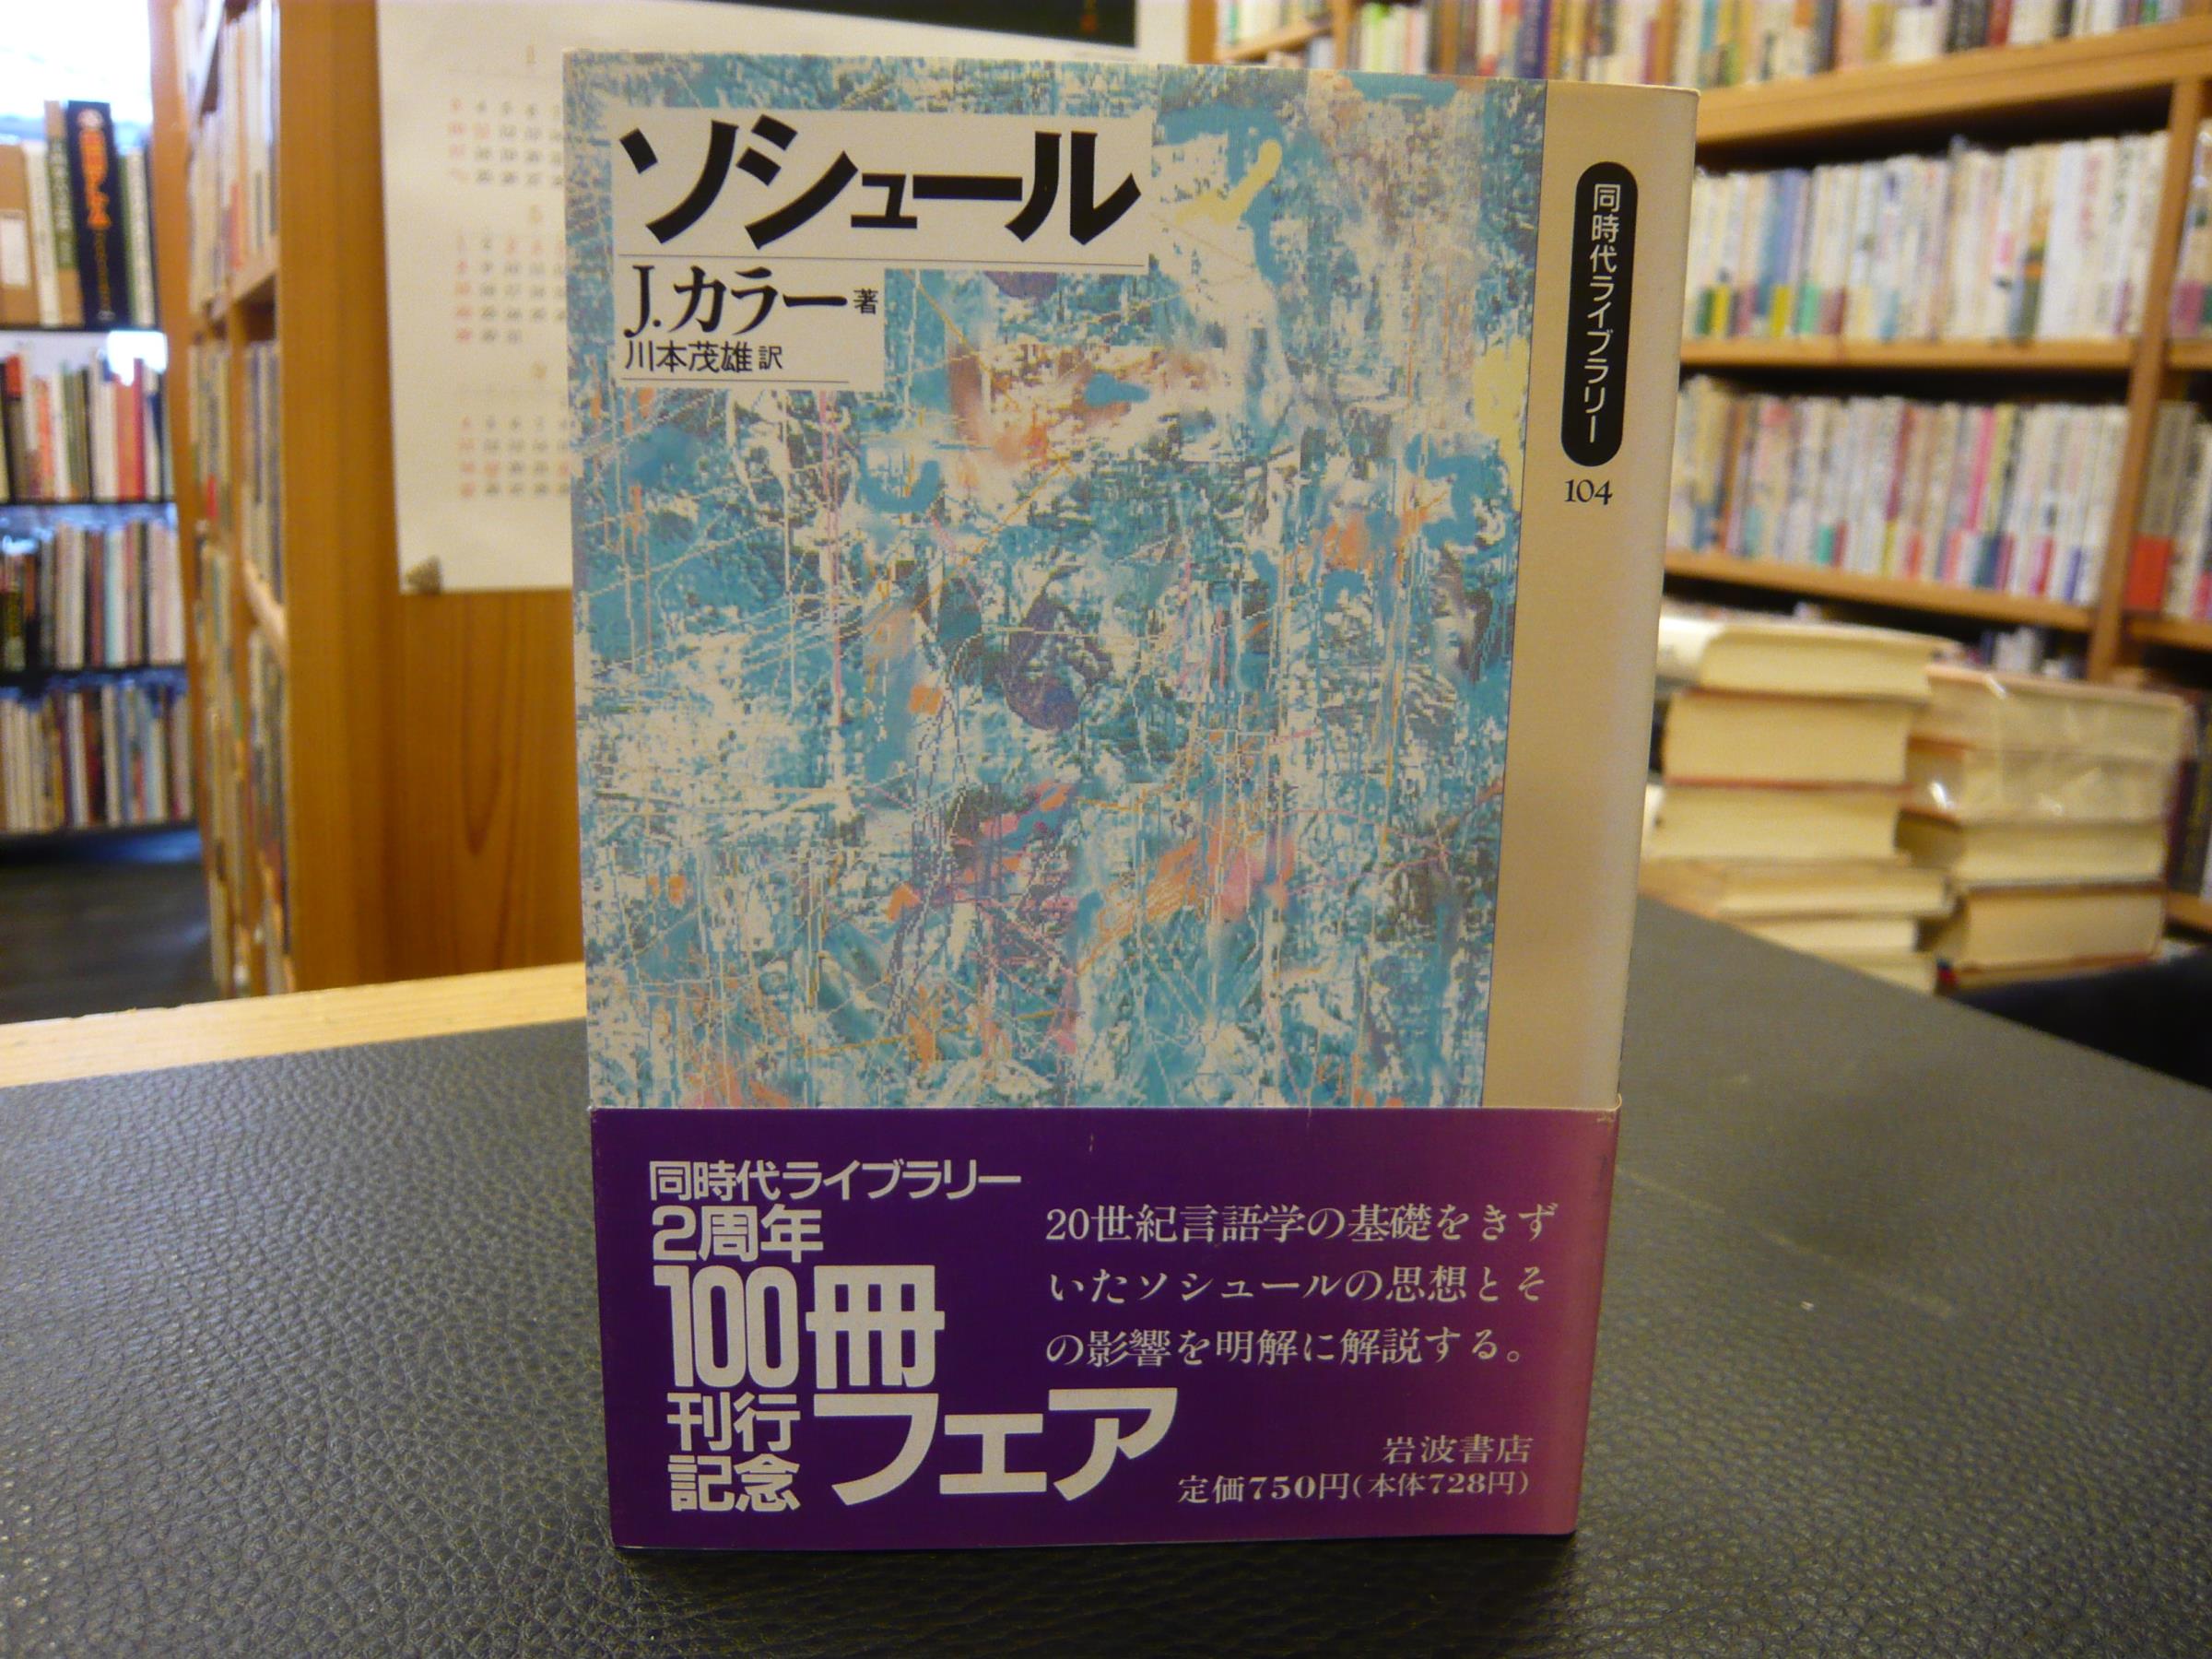 ソシュール
J.カラー著
川本茂雄訳
同時代ライブラリー
104
同時代ライブラリー
2周年
100冊
刊行
記念
フェア
20世紀言語学の基礎をきず
いたソシュールの思想とそ
の影響を明解に解説する。
岩波書店
定価750円(本体728円)